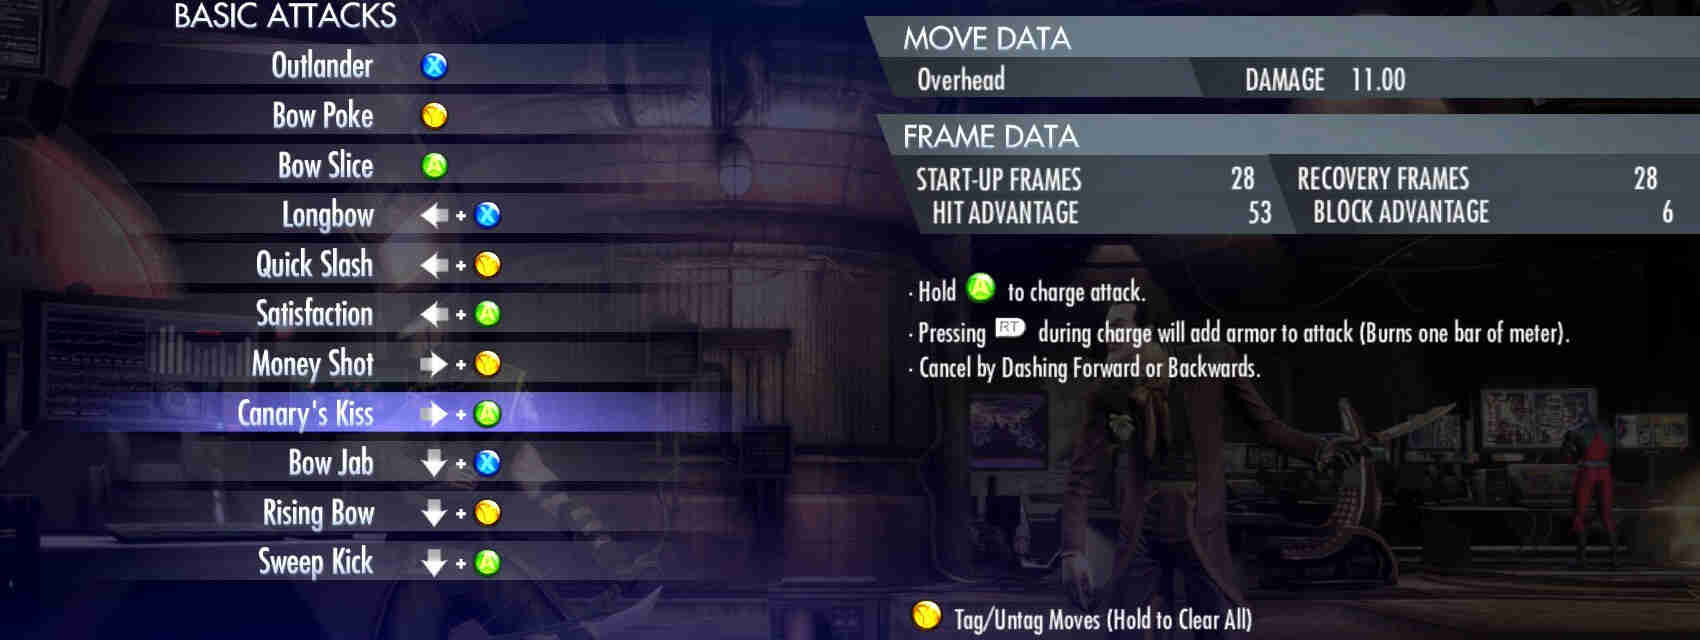 BASIC ATTACKS
Outlander X
Bow Poke Y
Bow Slice A
Longbow + X
Quick Slash + Y
Satisfaction + A
Money Shot + Y
Canary's Kiss + A
Bow Jab + X
Rising Bow + Y
Sweep Kick + A
MOVE DATA
Overhead DAMAGE 11.00
FRAME DATA
START-UP FRAMES 28 RECOVERY FRAMES 28
HIT ADVANTAGE 53 BLOCK ADVANTAGE 6
· Hold A to charge attack.
· Pressing RT during charge will add armor to attack (Burns one bar of meter).
· Cancel by Dashing Forward or Backwards.
Y Tag/Untag Moves (Hold to Clear All)